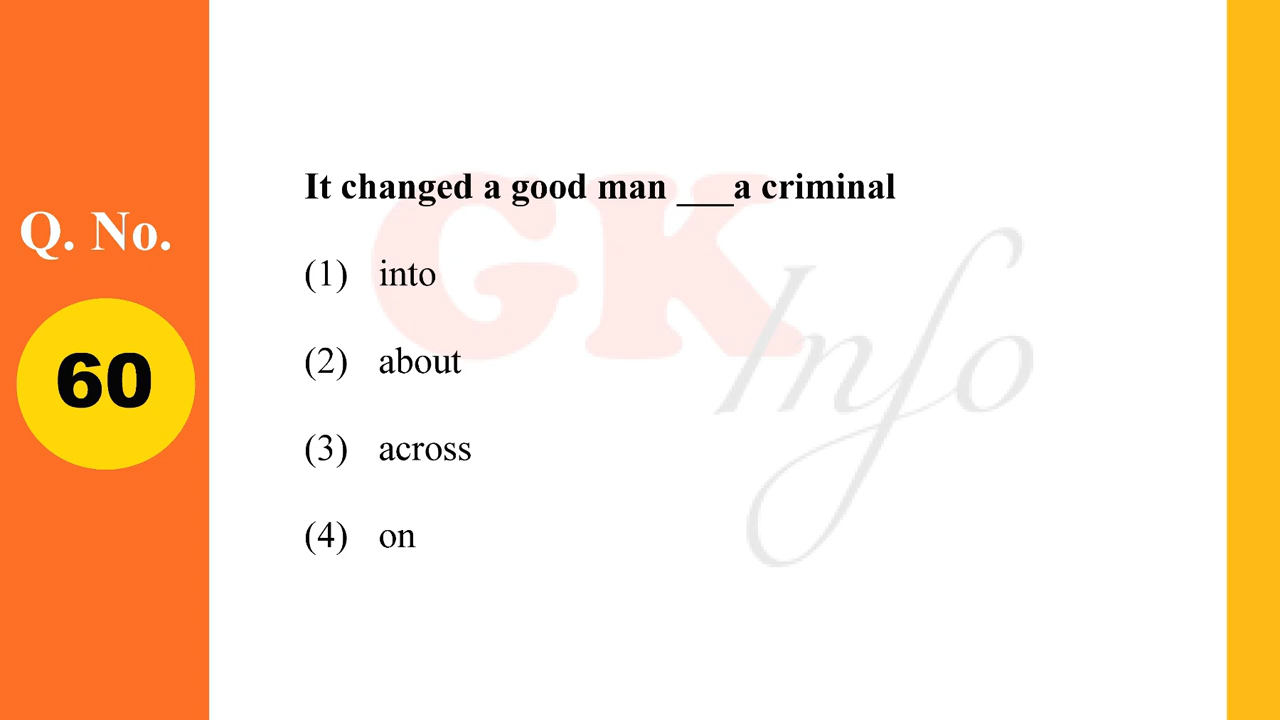 Q. No.
60
It changed a good man ___a criminal
(1) into
(2) about
(3) across
(4) on
GK
Info